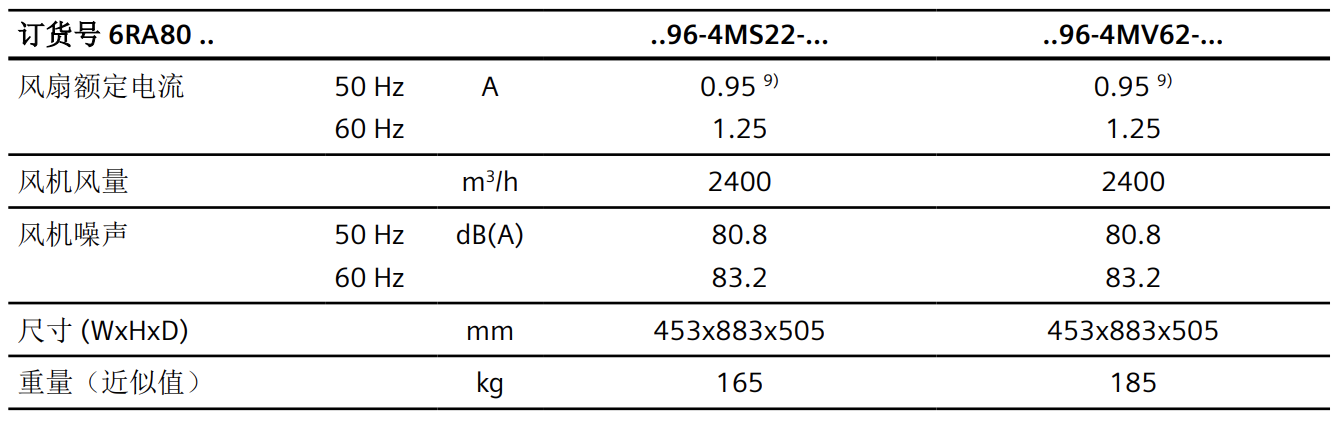 订货号 6RA80 .. ..96-4MS22-... ..96-4MV62-...
风扇额定电流 50 Hz A 0.95 9) 0.95 9)
60 Hz 1.25 1.25
风机风量 m³/h 2400 2400
风机噪声 50 Hz dB(A) 80.8 80.8
60 Hz 83.2 83.2
尺寸 (WxHxD) mm 453x883x505 453x883x505
重量（近似值） kg 165 185